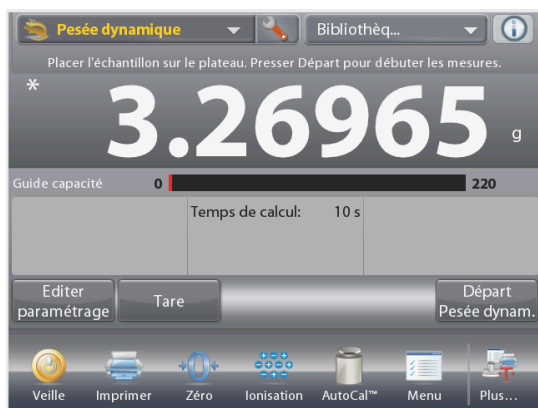 Pesée dynamique Bibliothèq...
Placer l'échantillon sur le plateau. Presser Départ pour débuter les mesures.
* 3.26965 g
Guide capacité 0 220
Temps de calcul: 10 s
Editer paramétrage Tare Départ Pesée dynam.
Veille Imprimer Zéro Ionisation AutoCal™ Menu Plus...